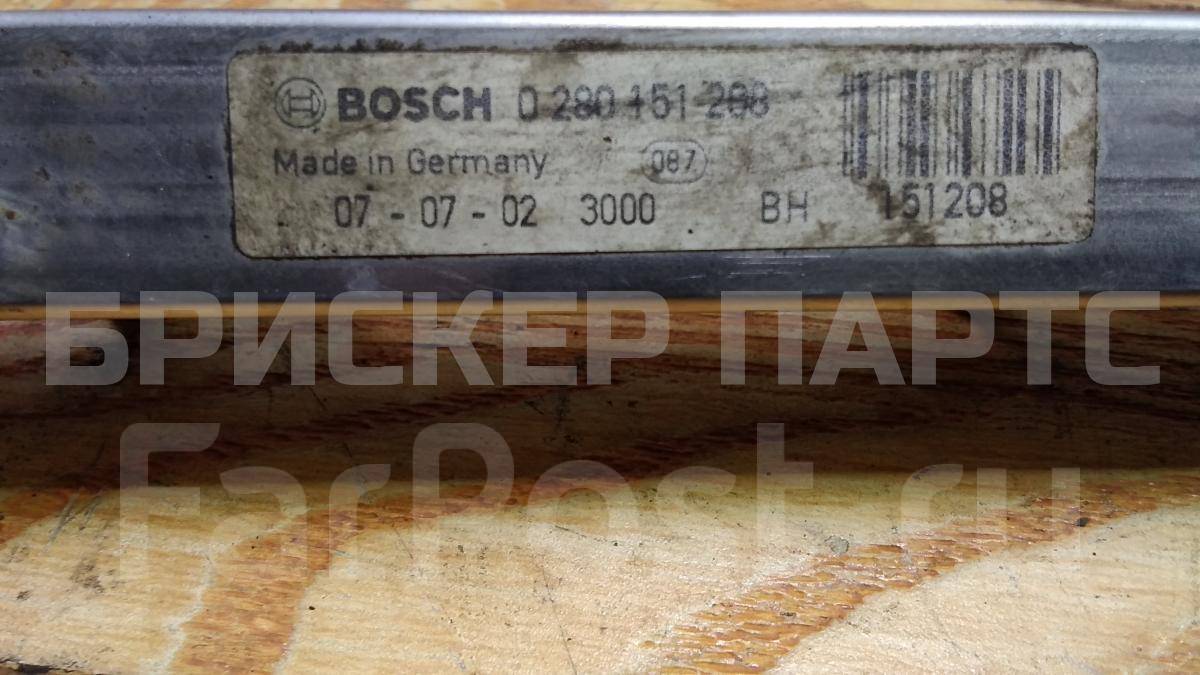 BOSCH 0 280 151 208
Made in Germany 087
07 - 07 - 02 3000 BH 151208
БРИСКЕР ПАРТС
FarPost.ru